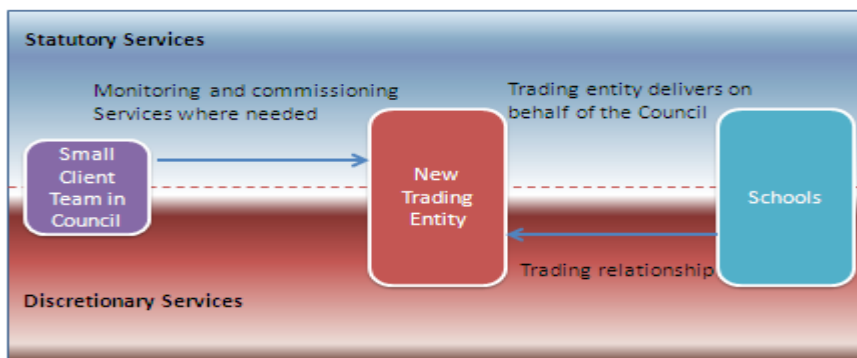 Statutory Services
Monitoring and commissioning
Services where needed
Trading entity delivers on
behalf of the Council
Small
Client
Team in
Council
New
Trading
Entity
Schools
Trading relationship
Discretionary Services